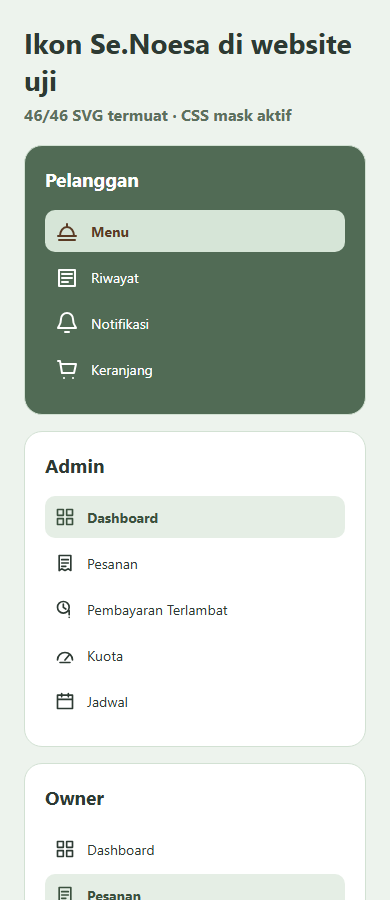 Ikon Se.Noesa di website
uji
46/46 SVG termuat · CSS mask aktif
Pelanggan
Menu
Riwayat
Notifikasi
Keranjang
Admin
Dashboard
Pesanan
Pembayaran Terlambat
Kuota
Jadwal
Owner
Dashboard
Pesanan